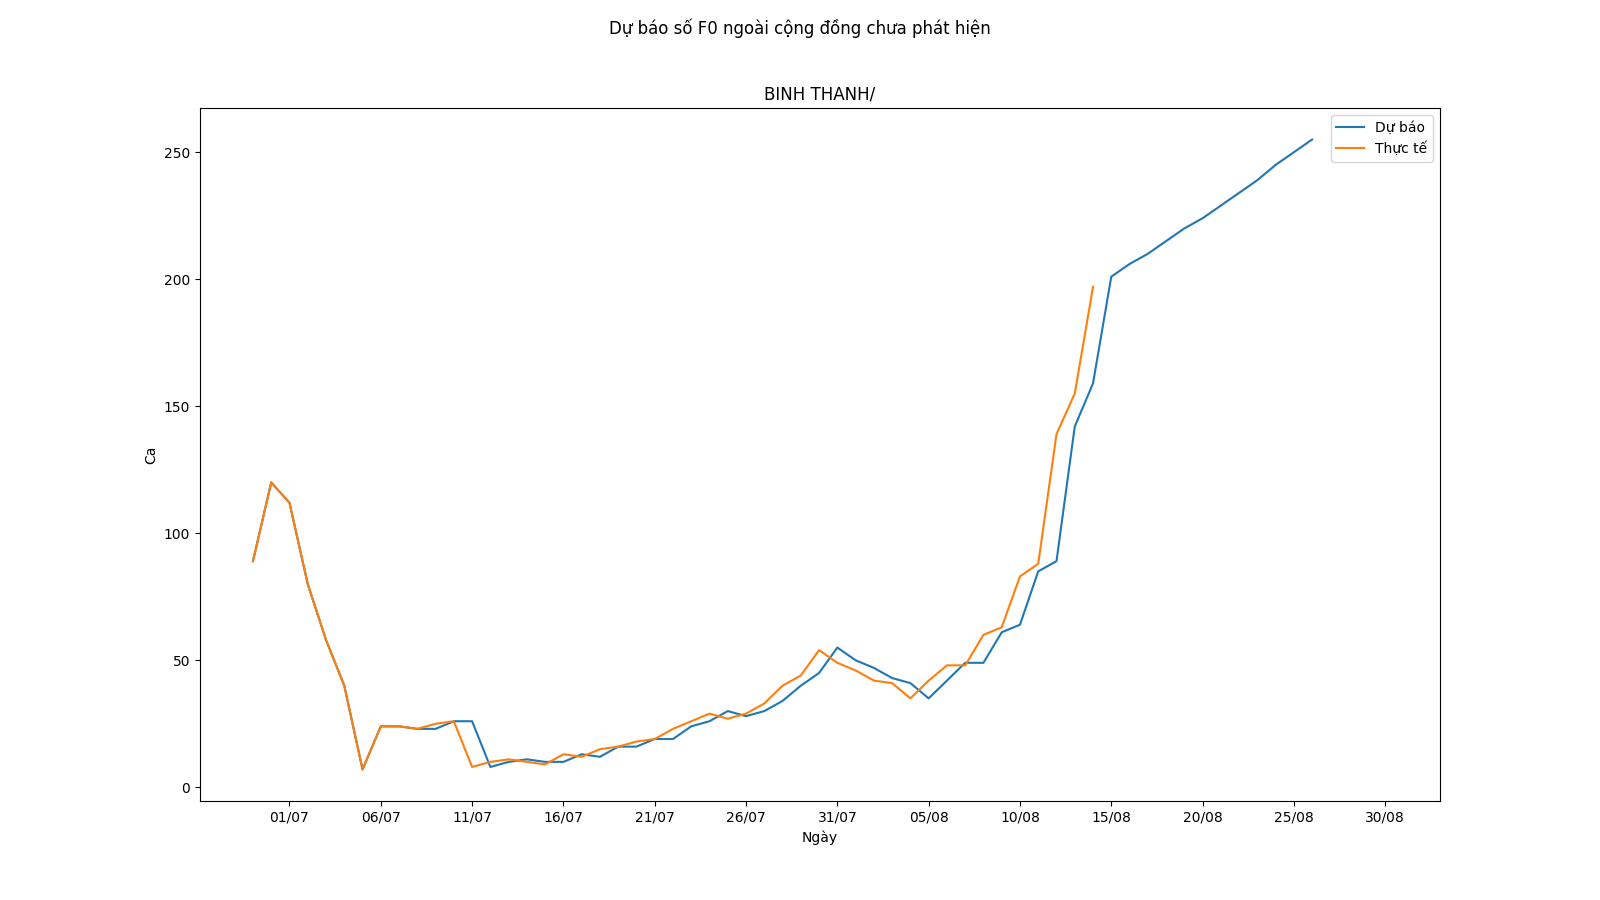 Dự báo số F0 ngoài cộng đồng chưa phát hiện
BINH THANH/
Dự báo
Thực tế
250
200
150
100
50
0
Ca
01/07 06/07 11/07 16/07 21/07 26/07 31/07 05/08 10/08 15/08 20/08 25/08 30/08
Ngày